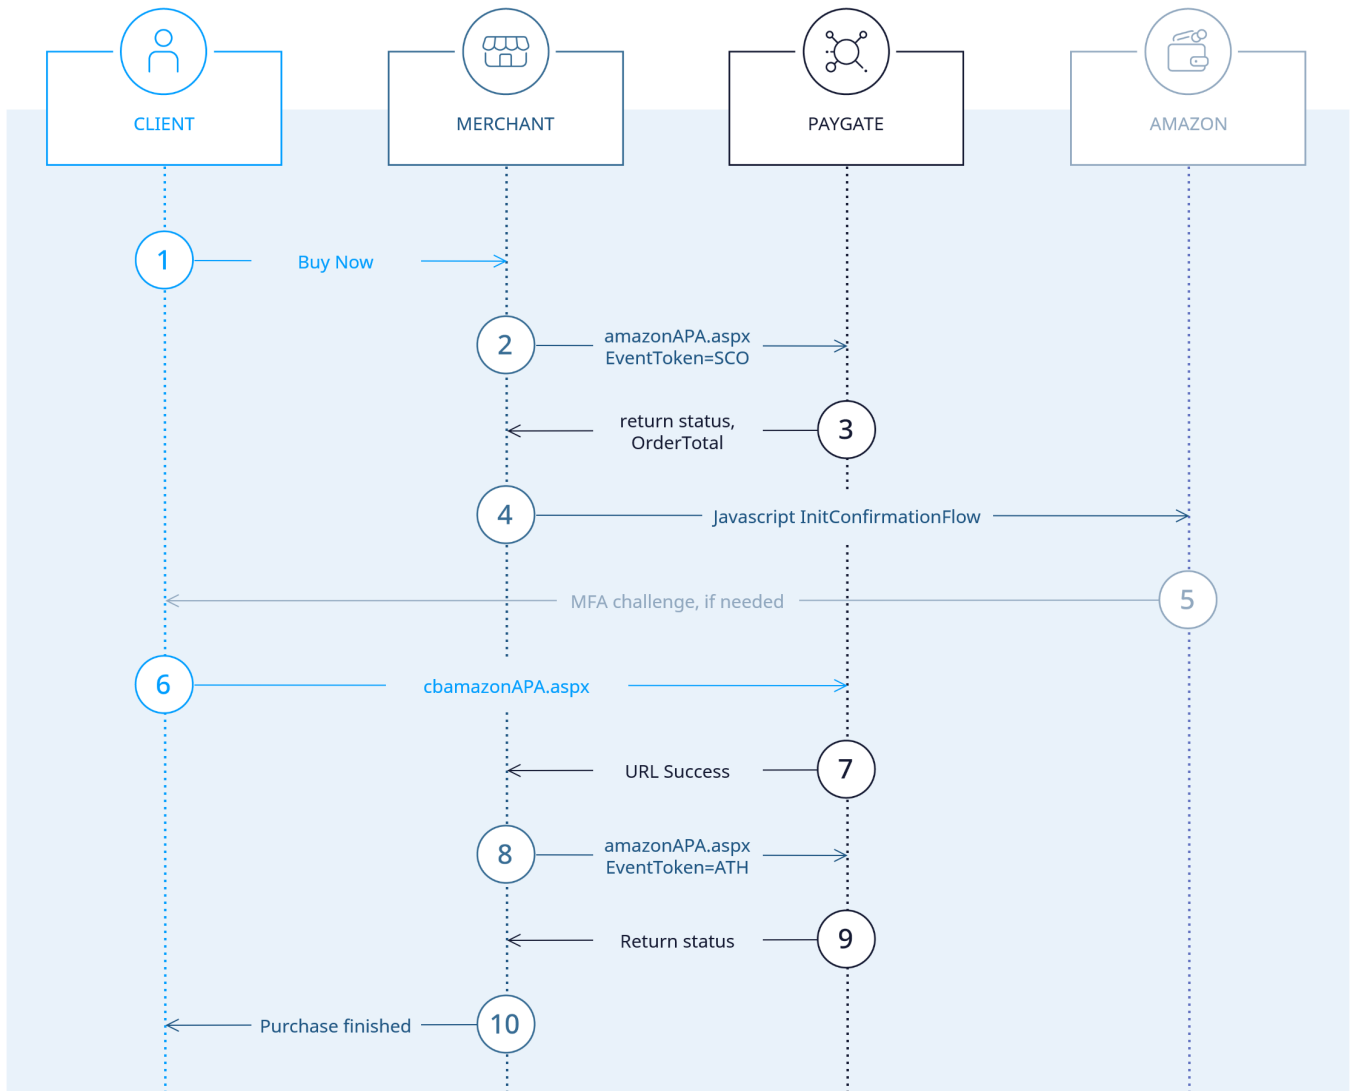 CLIENT
MERCHANT
PAYGATE
AMAZON
1
Buy Now
2
amazonAPA.aspx
EventToken=SCO
return status,
OrderTotal
3
4
Javascript InitConfirmationFlow
MFA challenge, if needed
5
6
cbamazonAPA.aspx
URL Success
7
8
amazonAPA.aspx
EventToken=ATH
Return status
9
Purchase finished
10